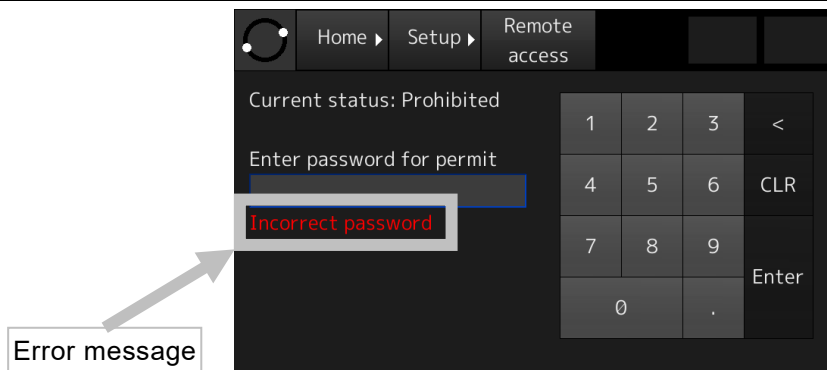 Home
Setup
Remote
access
Current status: Prohibited
Enter password for permit
Incorrect password
1 2 3 <
4 5 6 CLR
7 8 9
Enter
0 .
Error message